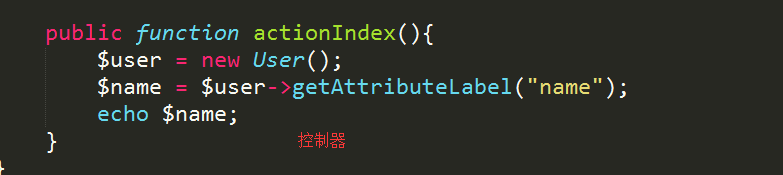 public function actionIndex(){
$user = new User();
$name = $user->getAttributeLabel("name");
echo $name;
}
控制器
}